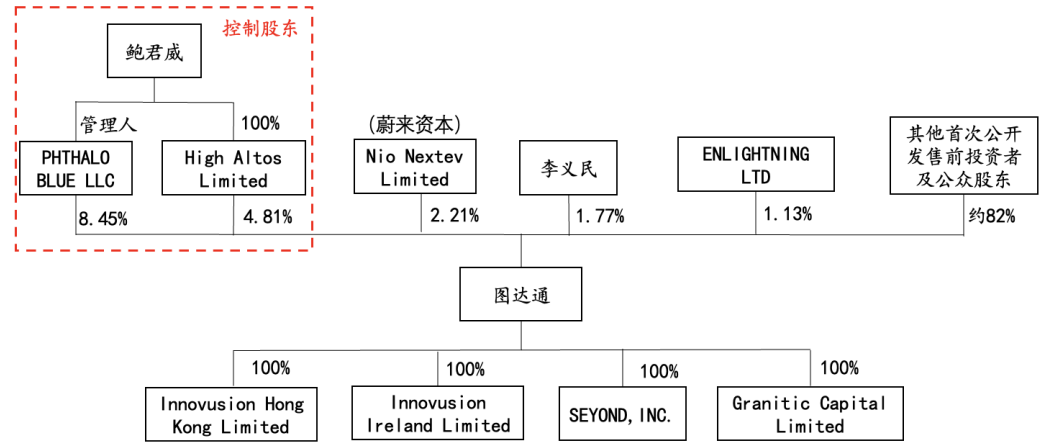 控制股东
鲍君威
管理人
100%
(蔚来资本)
PHTHALO
BLUE LLC
High Altos
Limited
Nio Nextev
Limited
李义民
ENLIGHTNING
LTD
其他首次公开
发售前投资者
及公众股东
8.45%
4.81%
2.21%
1.77%
1.13%
约82%
图达通
100%
100%
100%
100%
Innovusion Hong
Kong Limited
Innovusion
Ireland Limited
SEYOND, INC.
Granitic Capital
Limited